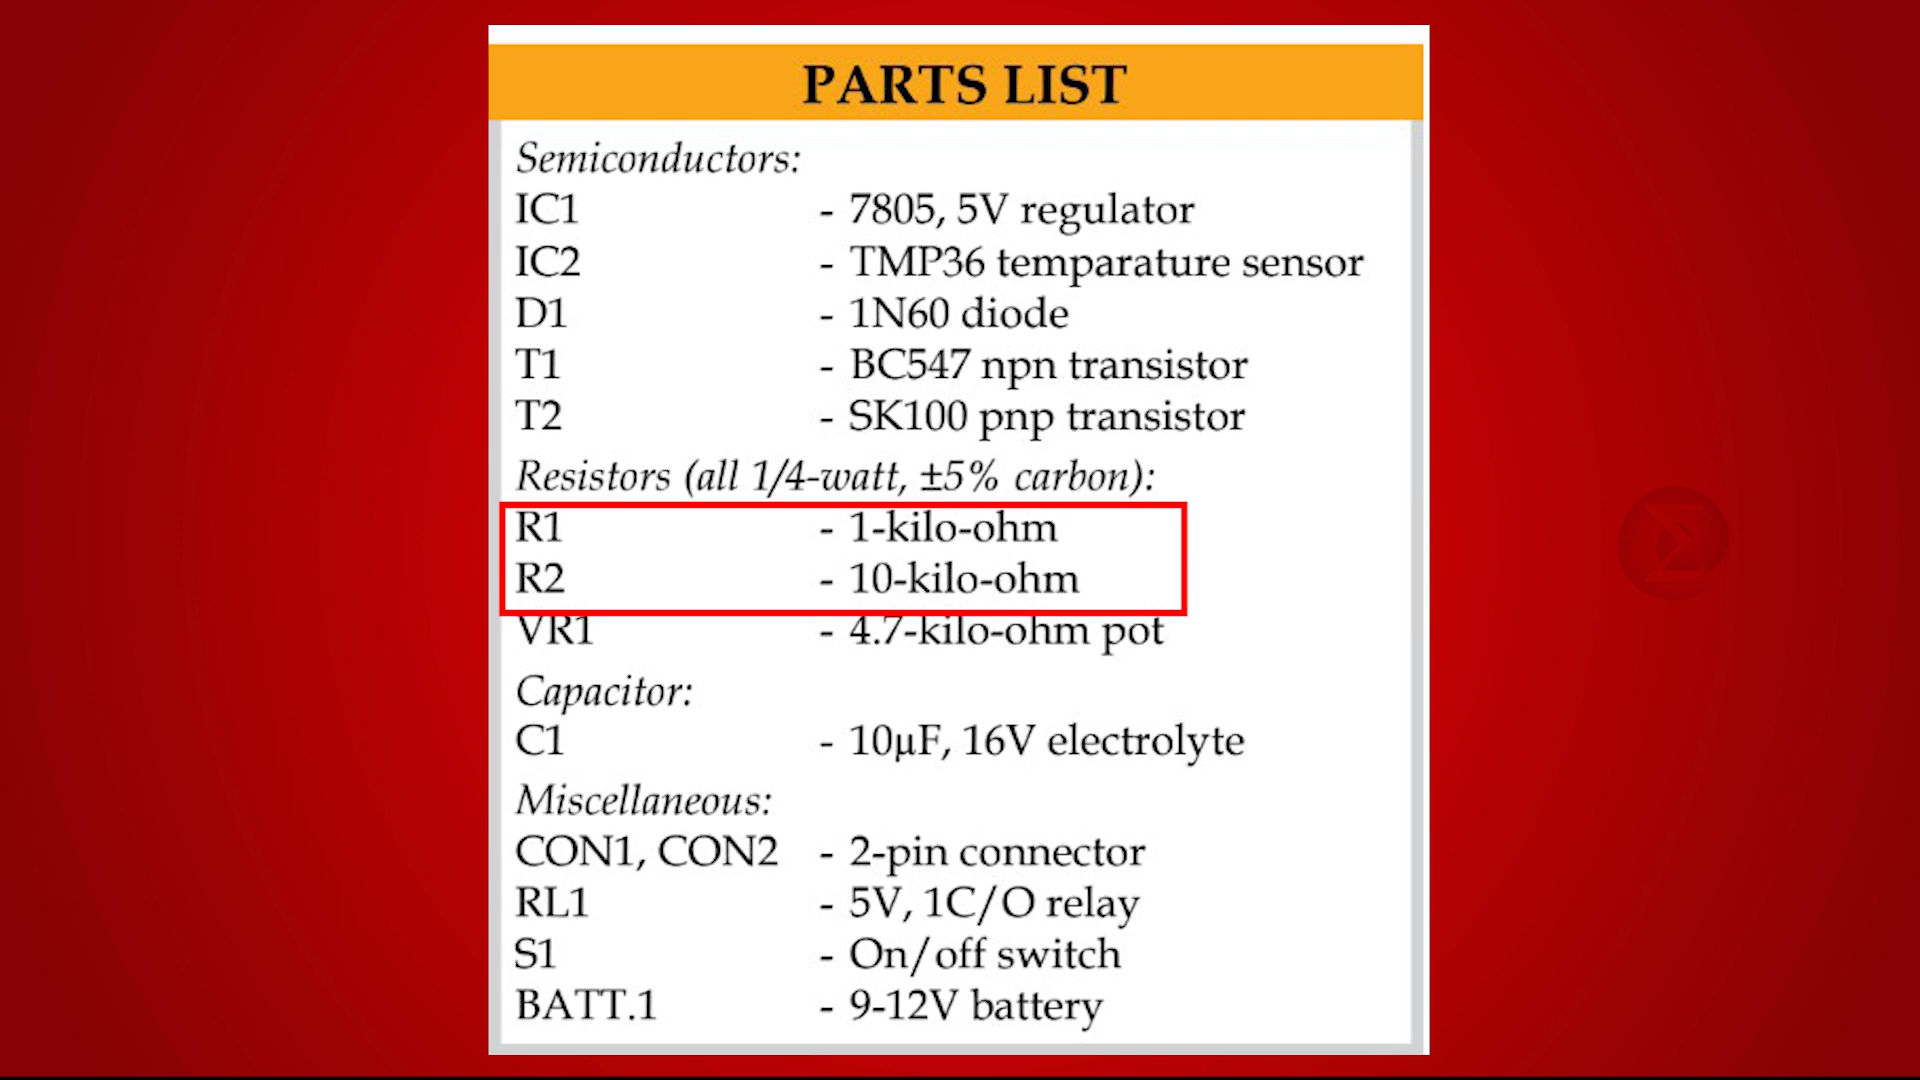 PARTS LIST
Semiconductors:
IC1 - 7805, 5V regulator
IC2 - TMP36 temparature sensor
D1 - 1N60 diode
T1 - BC547 npn transistor
T2 - SK100 pnp transistor
Resistors (all 1/4-watt, ±5% carbon):
R1 - 1-kilo-ohm
R2 - 10-kilo-ohm
VR1 - 4.7-kilo-ohm pot
Capacitor:
C1 - 10µF, 16V electrolyte
Miscellaneous:
CON1, CON2 - 2-pin connector
RL1 - 5V, 1C/O relay
S1 - On/off switch
BATT.1 - 9-12V battery